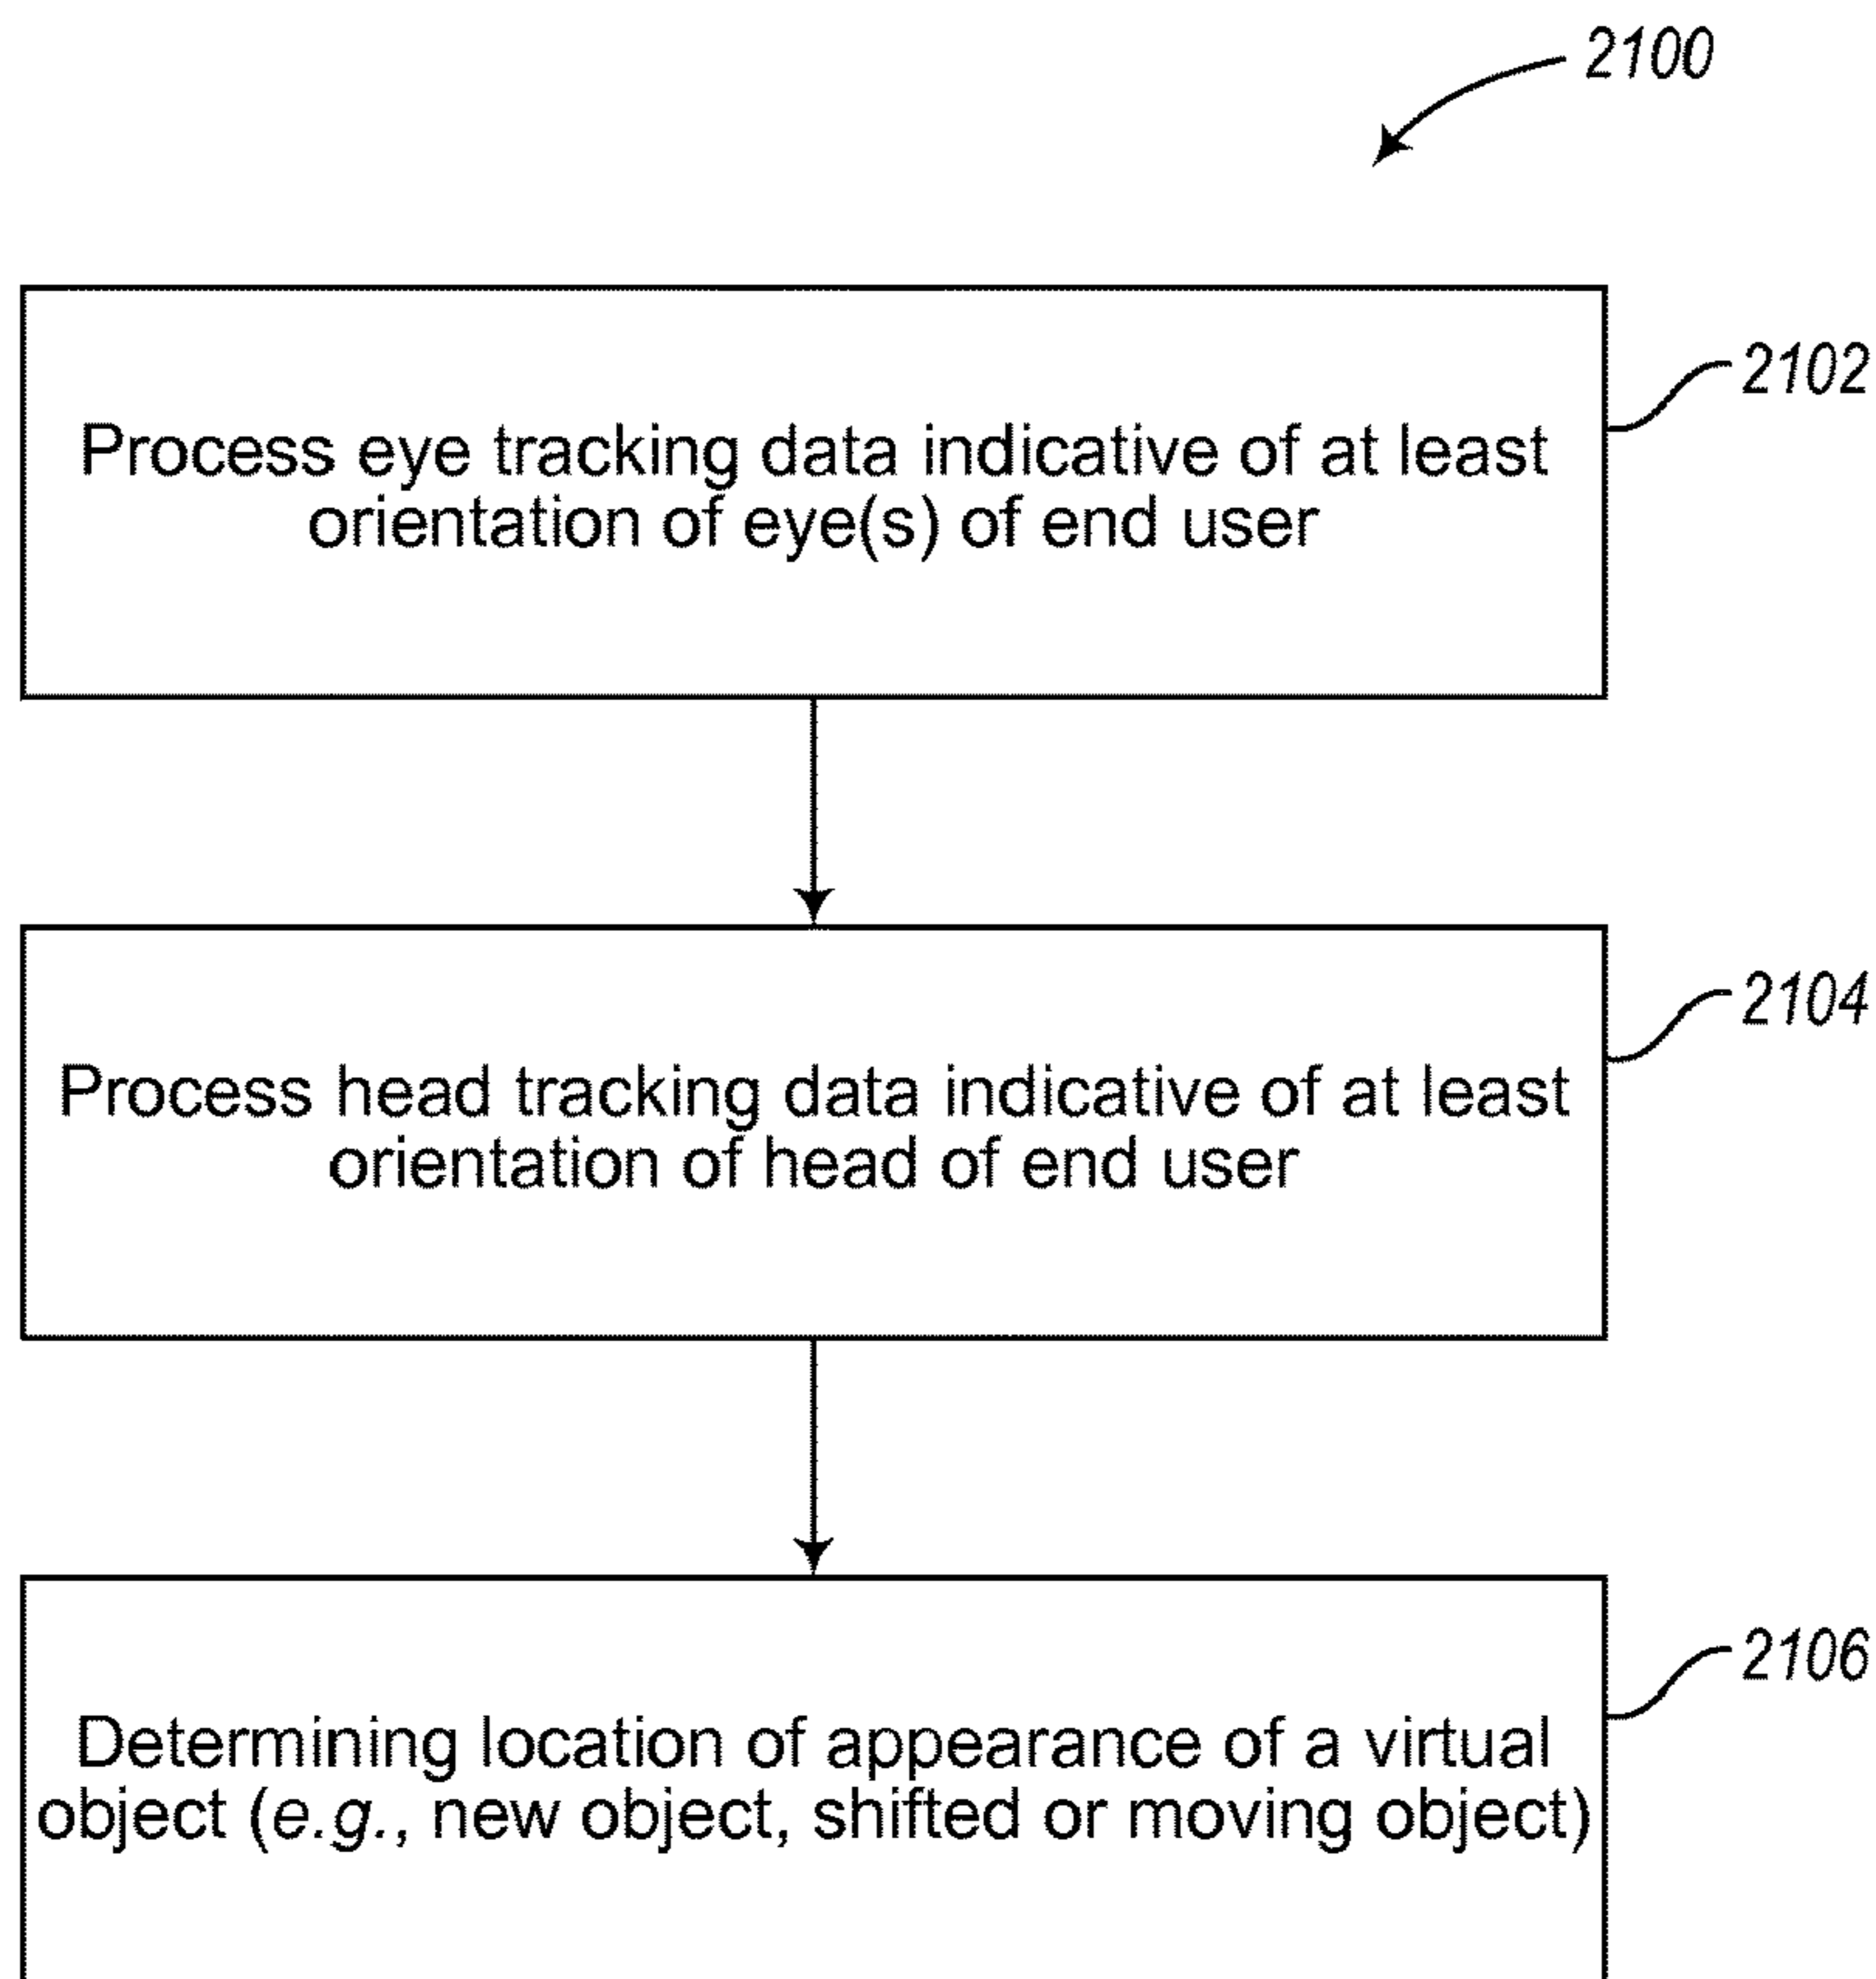 2100
Process eye tracking data indicative of at least
orientation of eye(s) of end user
2102
Process head tracking data indicative of at least
orientation of head of end user
2104
Determining location of appearance of a virtual
object (e.g., new object, shifted or moving object)
2106